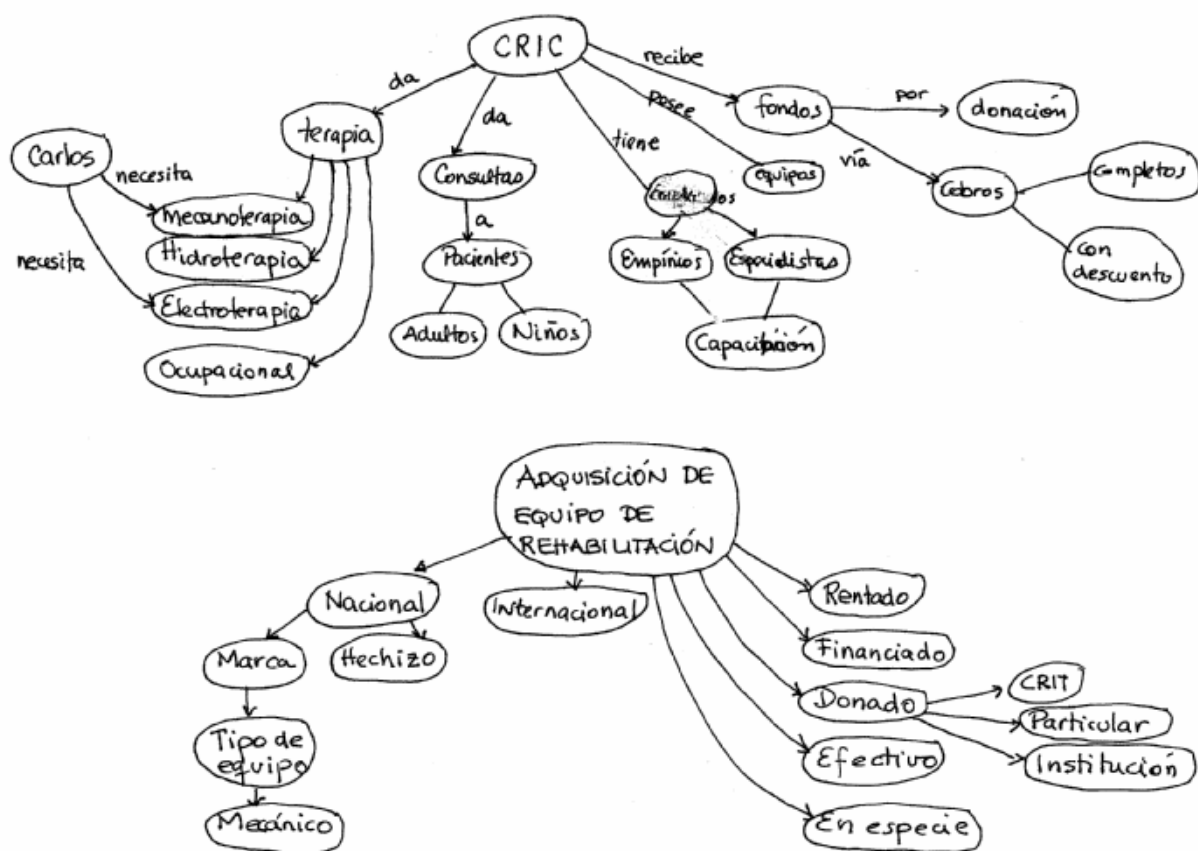 CRIC
da
recibe
fondos
por
donación
terapia
da
posee
Carlos
necesita
tiene
vía
Consultas
equipos
Cobros
completos
Mecanoterapia
a
necesita
Hidroterapia
Pacientes
Especialistas
con
descuento
Electroterapia
Adultos
Niños
Ocupacional
ADQUISICIÓN DE
EQUIPO DE
REHABILITACIÓN
Nacional
Internacional
Rentado
Marca
Hechizo
Financiado
CRIT
Donado
Particular
Tipo de
equipo
Efectivo
Institución
Mecánico
En especie